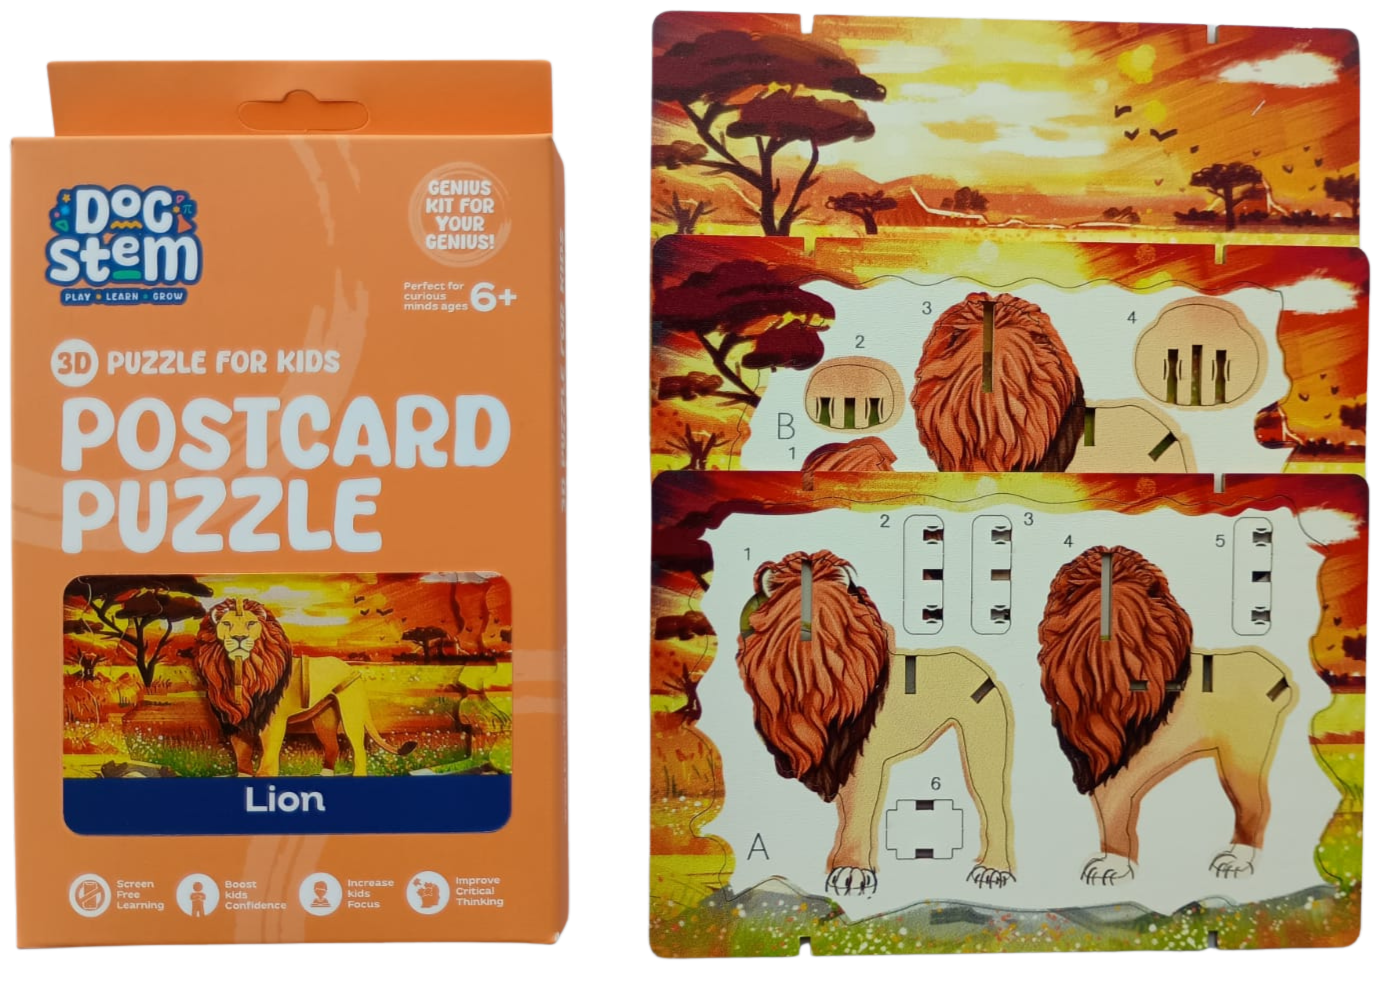 Doc
stem
PLAY • LEARN • GROW
GENIUS
KIT FOR
YOUR
GENIUS!
Perfect for
curious
minds ages
6+
3D PUZZLE FOR KIDS
POSTCARD
PUZZLE
Lion
Screen
Free
Learning
Boost
kids
Confidence
Increase
kids
Focus
Improve
Critical
Thinking
3
4
2
B
1
2
3
1
4
5
6
A